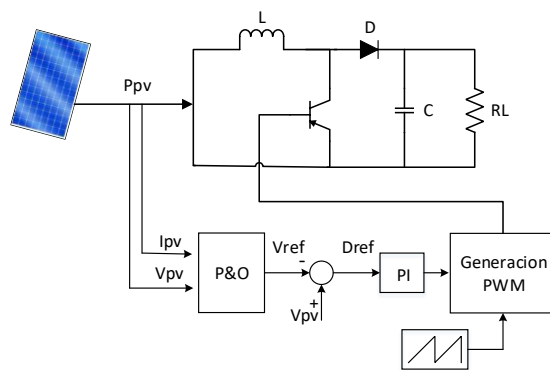 L
D
Ppv
C
RL
Ipv
Vpv
P&O
Vref
-
Dref
+
Vpv
PI
Generacion
PWM